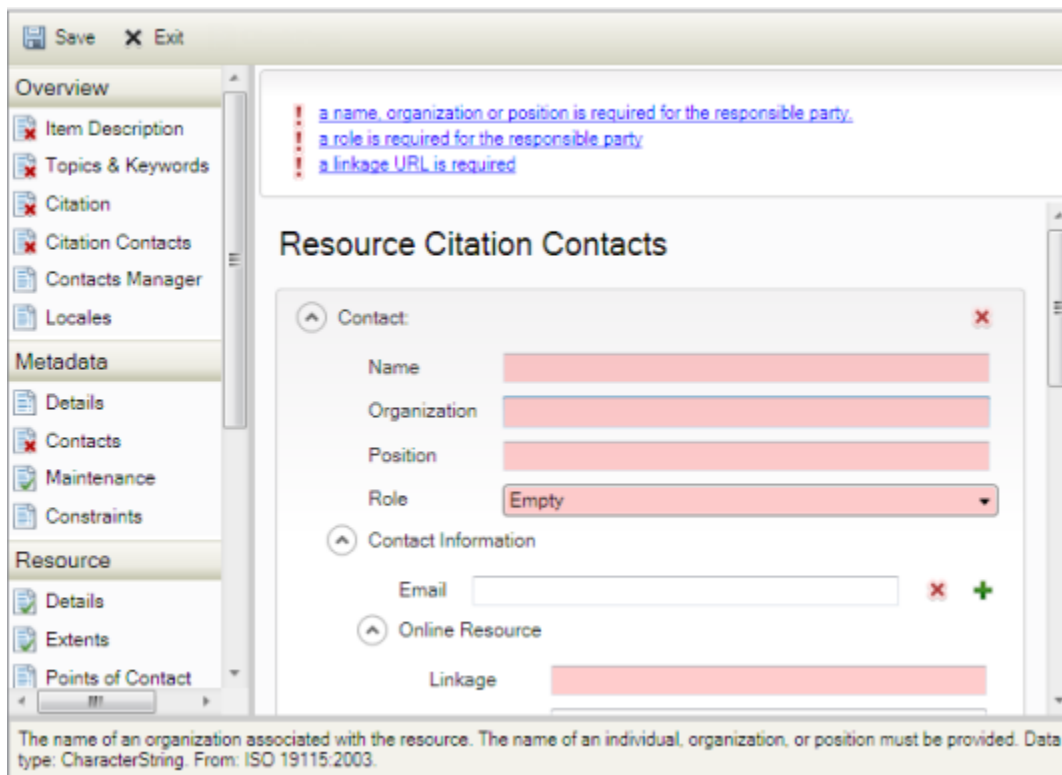 Save Exit
Overview
Item Description
Topics & Keywords
Citation
Citation Contacts
Contacts Manager
Locales
Metadata
Details
Contacts
Maintenance
Constraints
Resource
Details
Extents
Points of Contact
a name, organization or position is required for the responsible party.
a role is required for the responsible party
a linkage URL is required
Resource Citation Contacts
Contact:
Name
Organization
Position
Role Empty
Contact Information
Email
Online Resource
Linkage
The name of an organization associated with the resource. The name of an individual, organization, or position must be provided. Data
type: CharacterString. From: ISO 19115:2003.